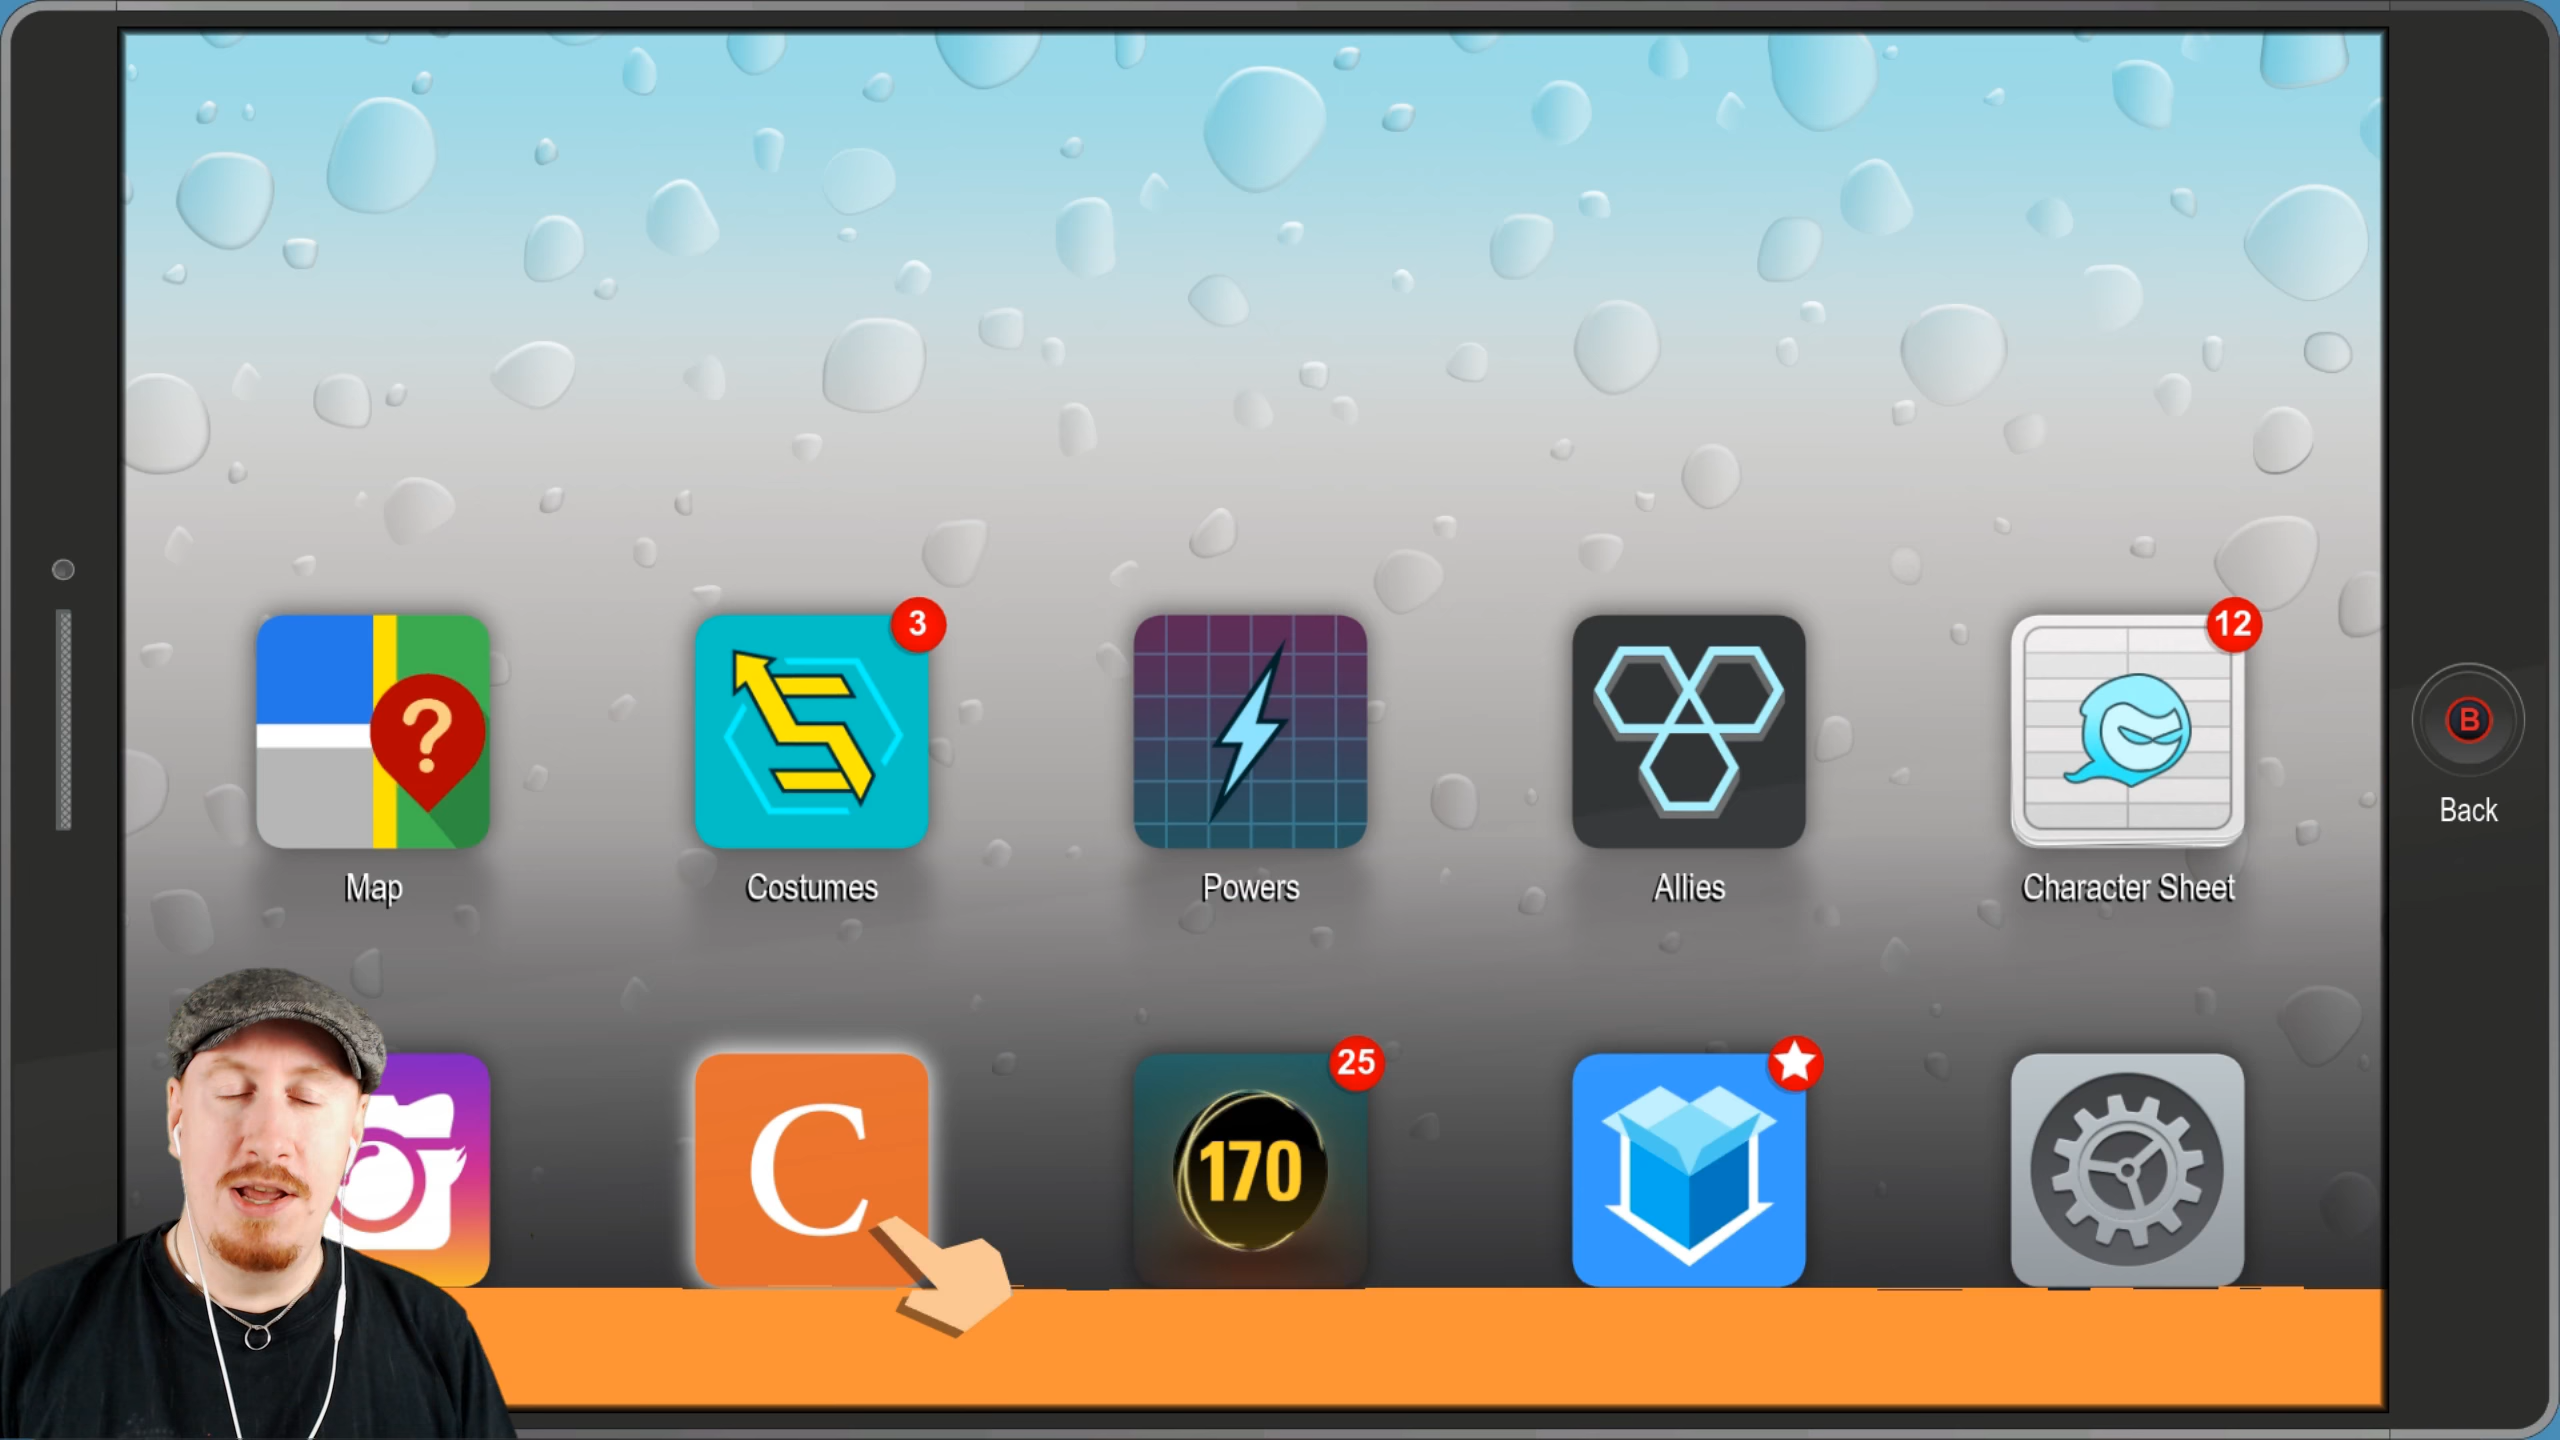 3
12
?
Map
Costumes
Powers
Allies
Character Sheet
B
Back
25
C
170